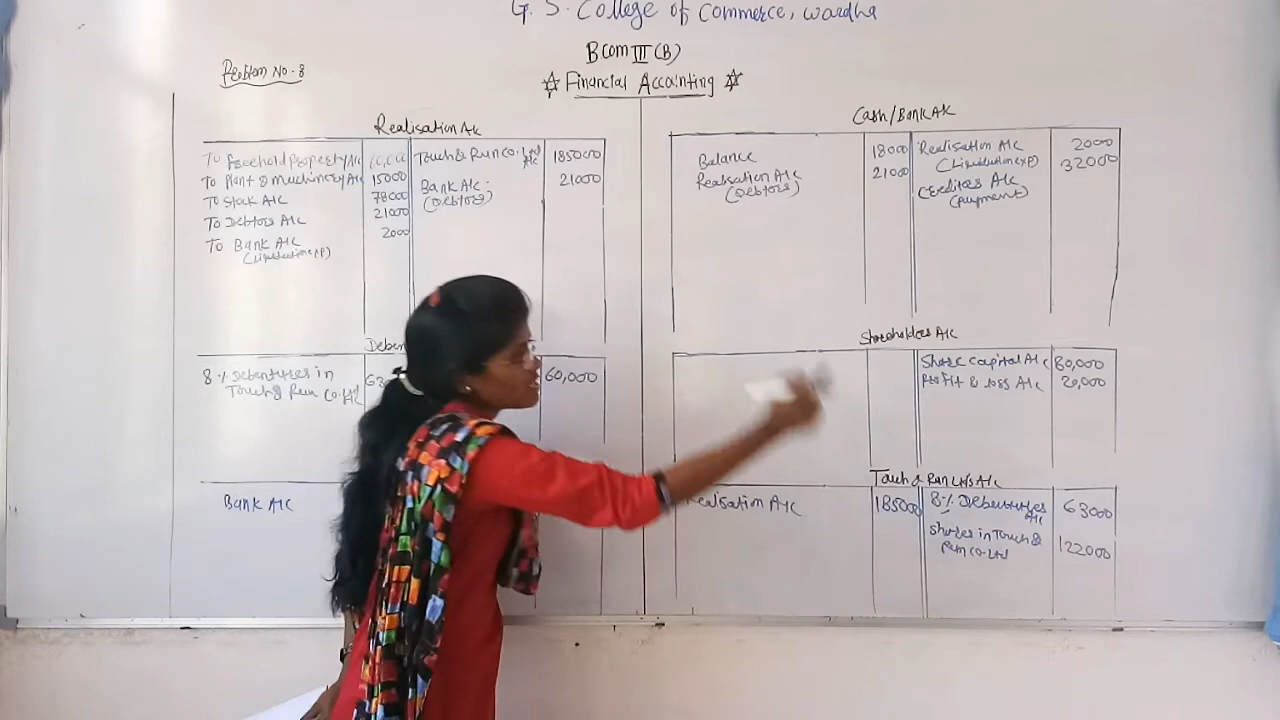 G. S. College of Commerce, Wardha
BCom III (B)
Problem No. 8
☆ Financial Accounting ☆
Realisation A/c
To Freehold Property A/c
To Plant & Machinery A/c 15000
To Stock A/c 78000
To Debtors A/c 21000
To Bank A/c 2000
(Liquidation exp)
Touch & Run Co. Ltd A/c 185000
Bank A/c 21000
(Debtors)
Cash/Bank A/c
Balance 18000
Realisation A/c 21000
(Debtors)
Realisation A/c 2000
(Liquidation exp) 32000
Creditors A/c
(payment)
Deben
8% Debentures in
Touch & Run Co. Ltd
60,000
Shareholders A/c
Share capital A/c 80,000
Profit & loss A/c 20,000
Bank A/c
Touch & Run Ltd's A/c
Realisation A/c 185000
8% Debentures A/c 63000
Shares in Touch &
Run Co. Ltd 122000